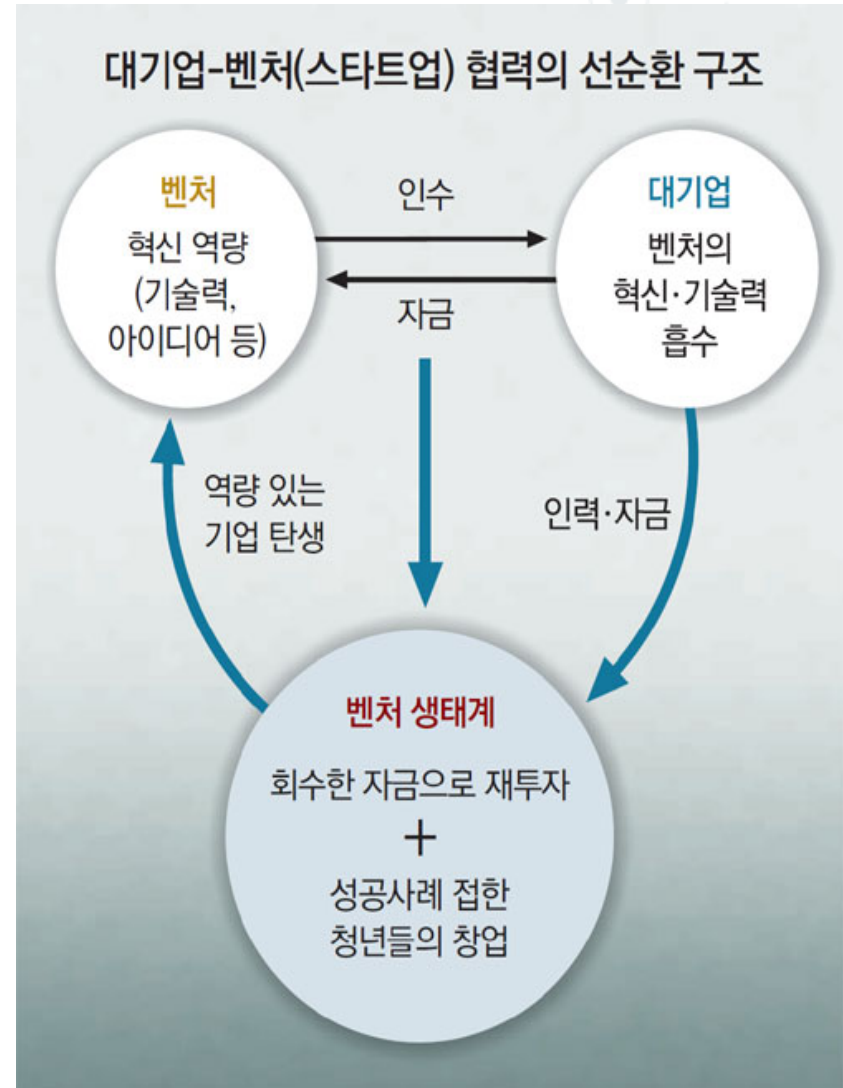 대기업-벤처(스타트업) 협력의 선순환 구조
벤처
혁신 역량
(기술력,
아이디어 등)
인수
자금
대기업
벤처의
혁신·기술력
흡수
역량 있는
기업 탄생
인력·자금
벤처 생태계
회수한 자금으로 재투자
+
성공사례 접한
청년들의 창업